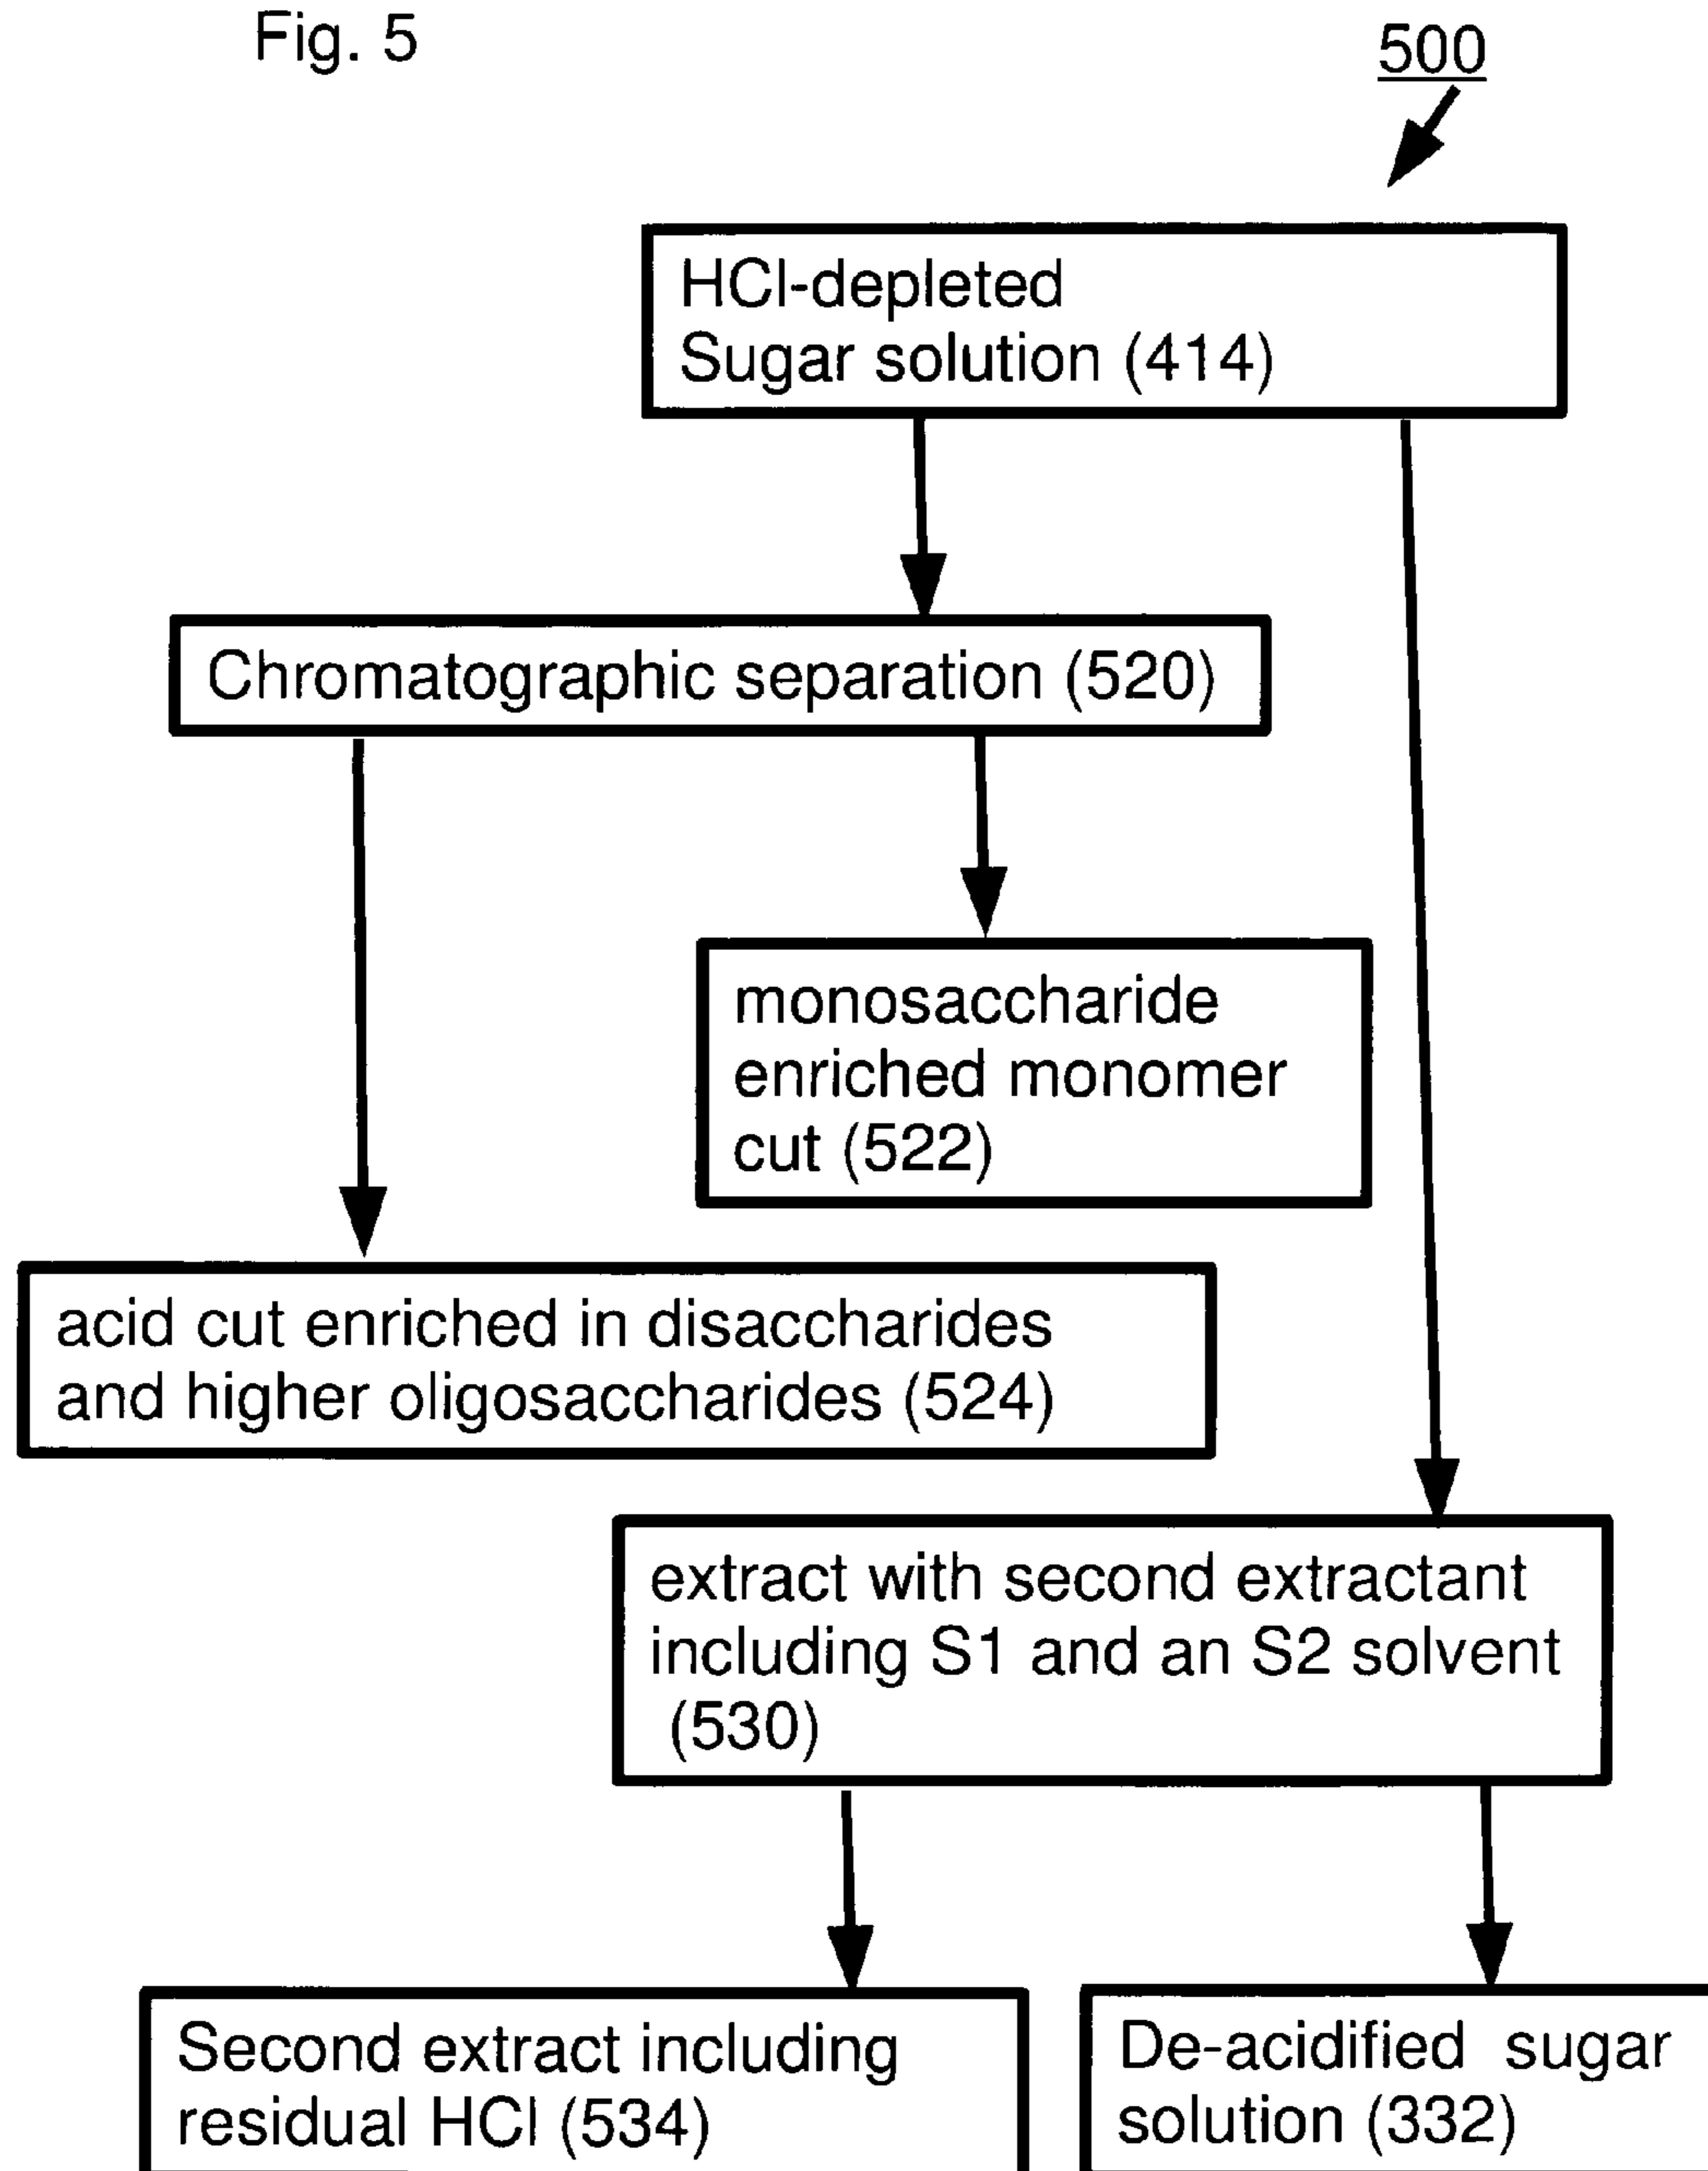 Fig. 5
500
HCl-depleted
Sugar solution (414)
Chromatographic separation (520)
monosaccharide
enriched monomer
cut (522)
acid cut enriched in disaccharides
and higher oligosaccharides (524)
extract with second extractant
including S1 and an S2 solvent
(530)
Second extract including
residual HCl (534)
De-acidified sugar
solution (332)